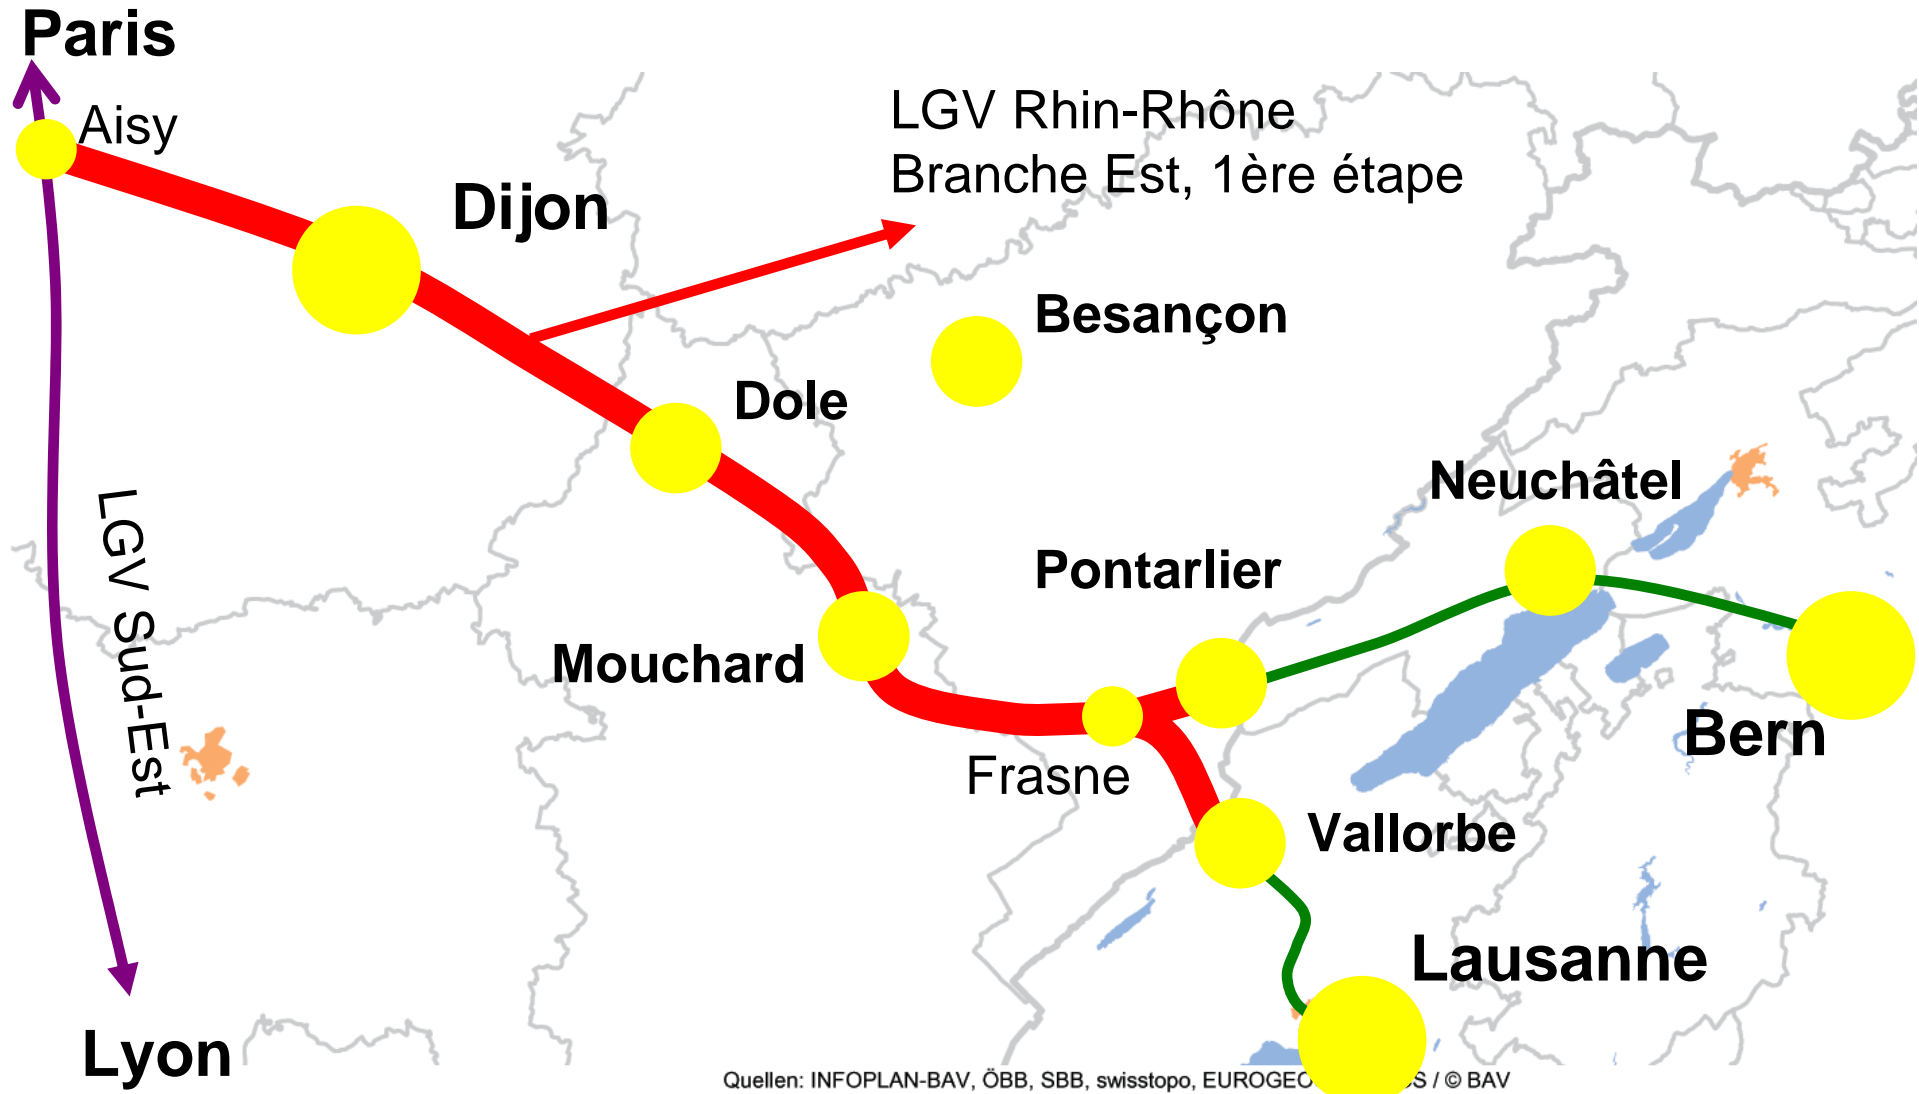 Paris
Aisy
LGV Rhin-Rhône
Branche Est, 1ère étape
Dijon
Besançon
Dole
Neuchâtel
LGV Sud-Est
Pontarlier
Mouchard
Bern
Frasne
Vallorbe
Lausanne
Lyon
Quellen: INFOPLAN-BAV, ÖBB, SBB, swisstopo, / © BAV